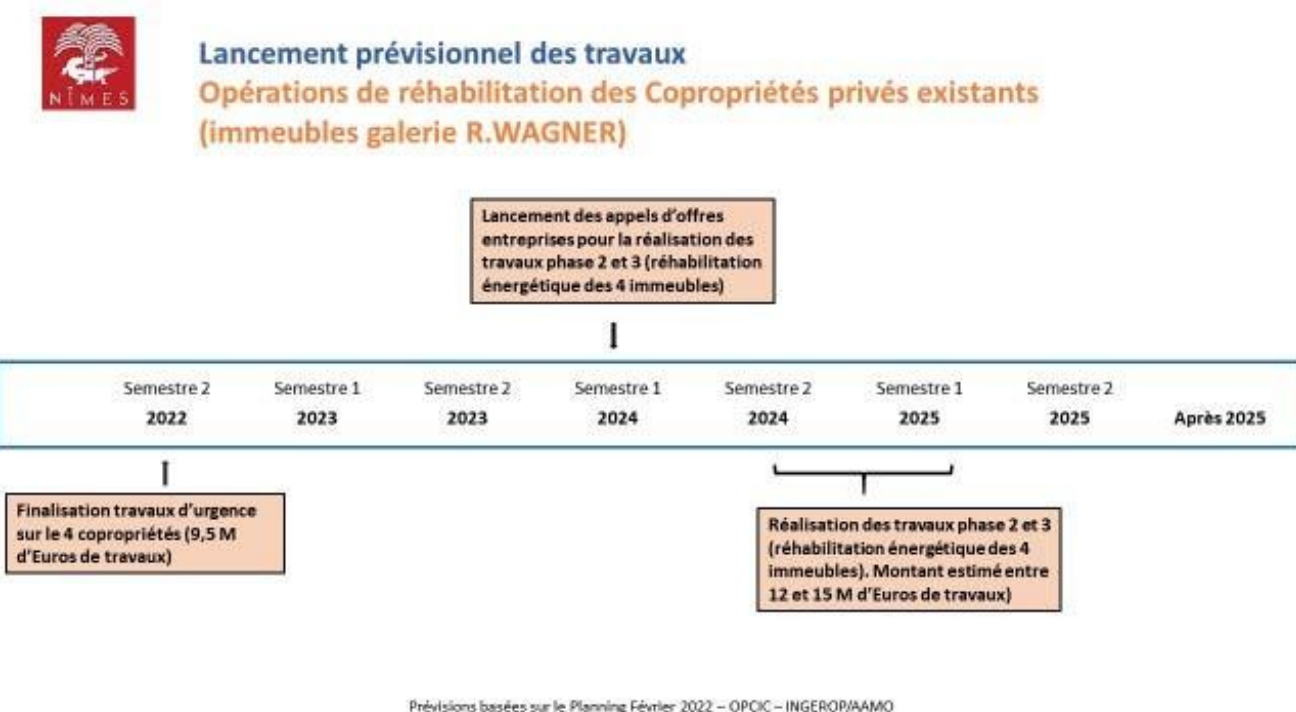 NÎMES
Lancement prévisionnel des travaux
Opérations de réhabilitation des Copropriétés privés existants
(immeubles galerie R.WAGNER)
Lancement des appels d'offres
entreprises pour la réalisation des
travaux phase 2 et 3 (réhabilitation
énergétique des 4 immeubles)
Semestre 2 Semestre 1 Semestre 2 Semestre 1 Semestre 2 Semestre 1 Semestre 2
2022 2023 2023 2024 2024 2025 2025 Après 2025
Finalisation travaux d'urgence
sur le 4 copropriétés (9,5 M
d'Euros de travaux)
Réalisation des travaux phase 2 et 3
(réhabilitation énergétique des 4
immeubles). Montant estimé entre
12 et 15 M d'Euros de travaux)
Prévisions basées sur le Planning Février 2022 – OPCIC – INGEROP/AAMO